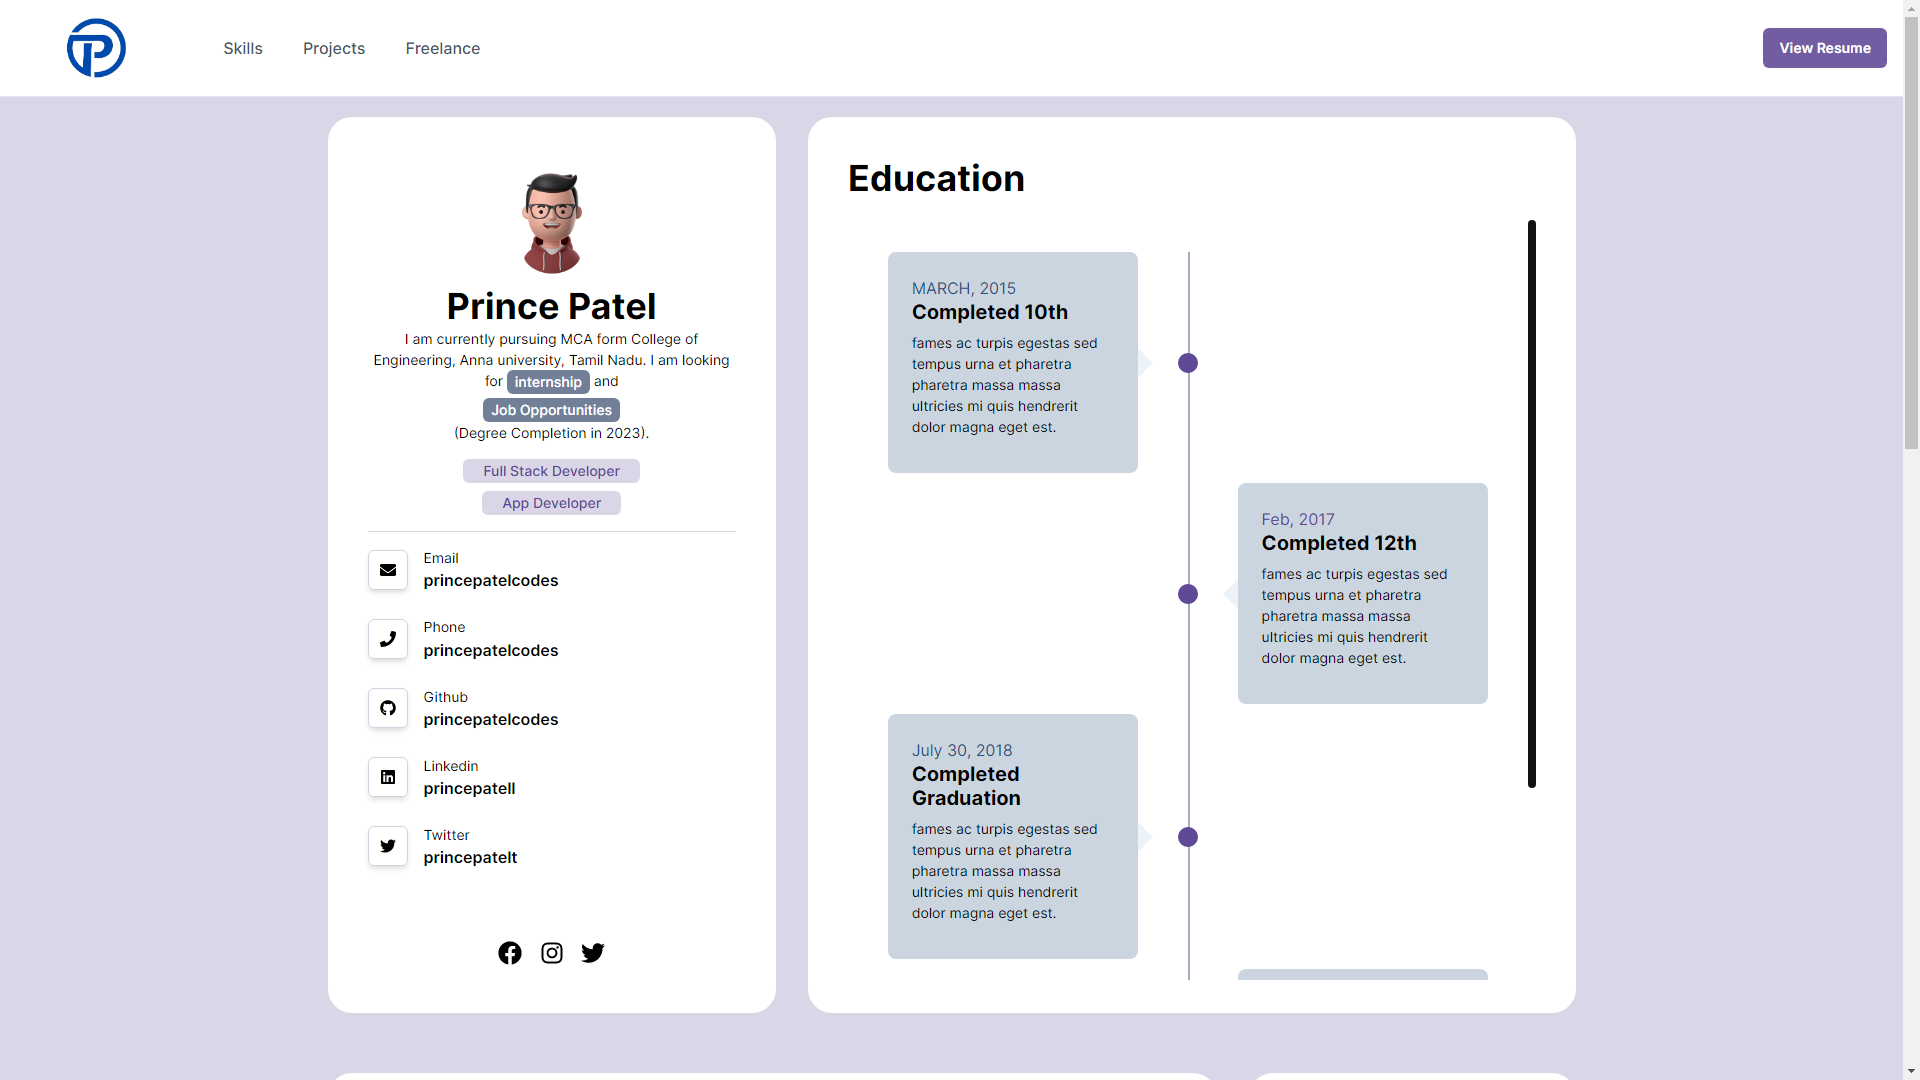 Skills
Projects
Freelance
View Resume
Prince Patel
I am currently pursuing MCA form College of
Engineering, Anna university, Tamil Nadu. I am looking
for internship and
Job Opportunities
(Degree Completion in 2023).
Full Stack Developer
App Developer
Email
princepatelcodes
Phone
princepatelcodes
Github
princepatelcodes
Linkedin
princepatell
Twitter
princepatelt
Education
MARCH, 2015
Completed 10th
fames ac turpis egestas sed
tempus urna et pharetra
pharetra massa massa
ultricies mi quis hendrerit
dolor magna eget est.
Feb, 2017
Completed 12th
fames ac turpis egestas sed
tempus urna et pharetra
pharetra massa massa
ultricies mi quis hendrerit
dolor magna eget est.
July 30, 2018
Completed
Graduation
fames ac turpis egestas sed
tempus urna et pharetra
pharetra massa massa
ultricies mi quis hendrerit
dolor magna eget est.